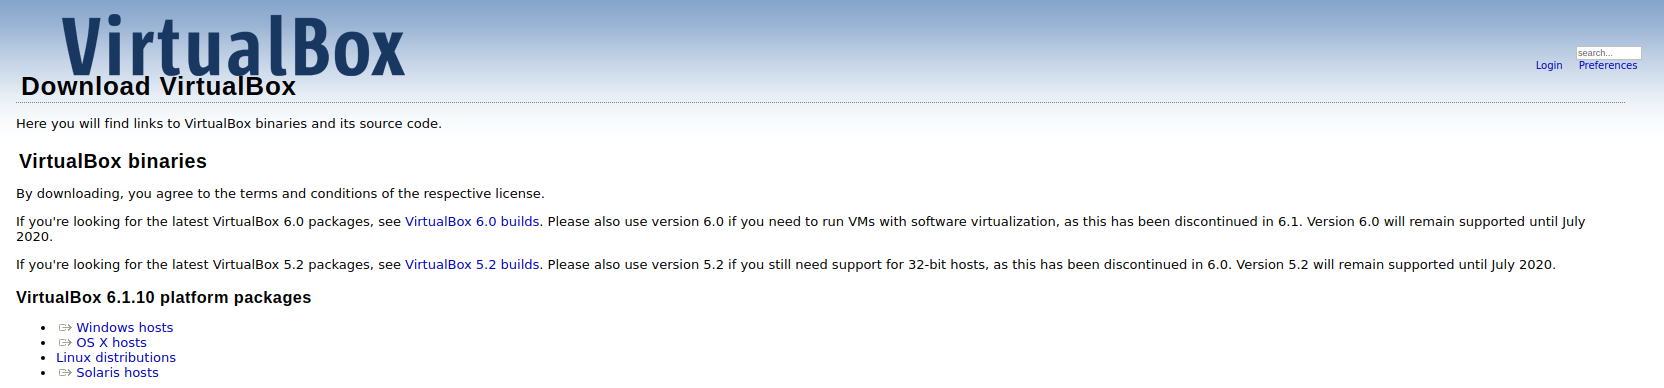 VirtualBox
search...
Login Preferences
Download VirtualBox
Here you will find links to VirtualBox binaries and its source code.
VirtualBox binaries
By downloading, you agree to the terms and conditions of the respective license.
If you're looking for the latest VirtualBox 6.0 packages, see VirtualBox 6.0 builds. Please also use version 6.0 if you need to run VMs with software virtualization, as this has been discontinued in 6.1. Version 6.0 will remain supported until July
2020.
If you're looking for the latest VirtualBox 5.2 packages, see VirtualBox 5.2 builds. Please also use version 5.2 if you still need support for 32-bit hosts, as this has been discontinued in 6.0. Version 5.2 will remain supported until July 2020.
VirtualBox 6.1.10 platform packages
• Windows hosts
• OS X hosts
• Linux distributions
• Solaris hosts